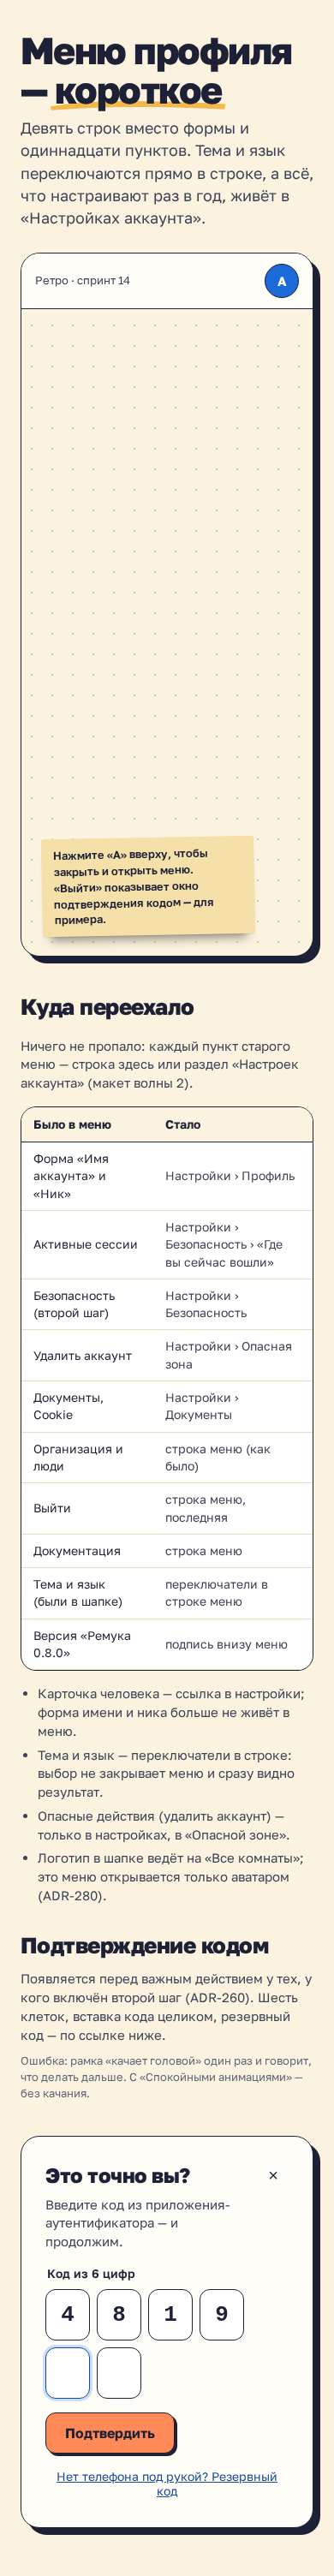 Меню профиля
— короткое
Девять строк вместо формы и
одиннадцати пунктов. Тема и язык
переключаются прямо в строке, а всё,
что настраивают раз в год, живёт в
«Настройках аккаунта».
Ретро · спринт 14
А
Нажмите «А» вверху, чтобы
закрыть и открыть меню.
«Выйти» показывает окно
подтверждения кодом — для
примера.
Куда переехало
Ничего не пропало: каждый пункт старого
меню — строка здесь или раздел «Настроек
аккаунта» (макет волны 2).
Было в меню
Стало
Форма «Имя
аккаунта» и
«Ник»
Настройки › Профиль
Активные сессии
Настройки ›
Безопасность › «Где
вы сейчас вошли»
Безопасность
(второй шаг)
Настройки ›
Безопасность
Удалить аккаунт
Настройки › Опасная
зона
Документы,
Cookie
Настройки ›
Документы
Организация и
люди
строка меню (как
было)
Выйти
строка меню,
последняя
Документация
строка меню
Тема и язык
(были в шапке)
переключатели в
строке меню
Версия «Ремука
0.8.0»
подпись внизу меню
• Карточка человека — ссылка в настройки;
форма имени и ника больше не живёт в
меню.
• Тема и язык — переключатели в строке:
выбор не закрывает меню и сразу видно
результат.
• Опасные действия (удалить аккаунт) —
только в настройках, в «Опасной зоне».
• Логотип в шапке ведёт на «Все комнаты»;
это меню открывается только аватаром
(ADR-280).
Подтверждение кодом
Появляется перед важным действием у тех, у
кого включён второй шаг (ADR-260). Шесть
клеток, вставка кода целиком, резервный
код — по ссылке ниже.
Ошибка: рамка «качает головой» один раз и говорит,
что делать дальше. С «Спокойными анимациями» —
без качания.
Это точно вы?
×
Введите код из приложения-
аутентификатора — и
продолжим.
Код из 6 цифр
4 8 1 9
Подтвердить
Нет телефона под рукой? Резервный
код